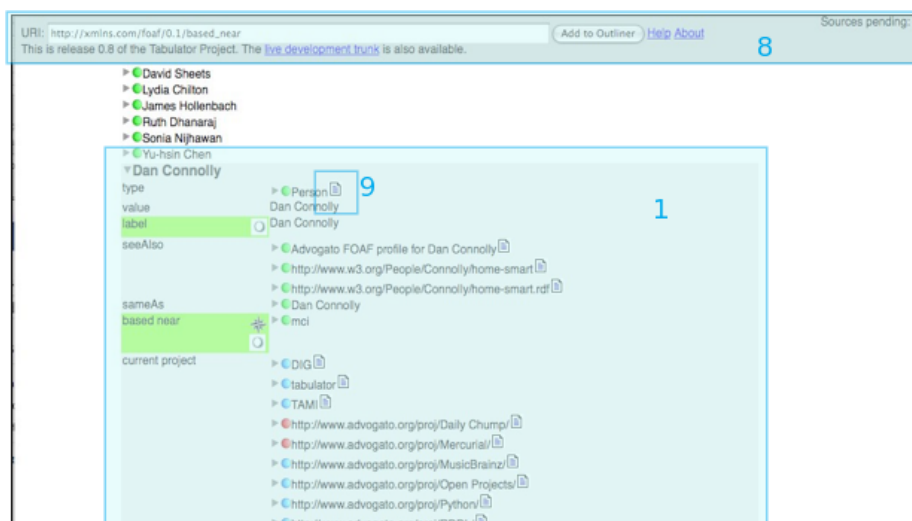 Sources pending:
URI: http://xmlns.com/foaf/0.1/based_near Add to Outliner Help About
This is release 0.8 of the Tabulator Project. The live development trunk is also available.
8
David Sheets
Lydia Chilton
James Hollenbach
Ruth Dhanaraj
Sonia Nijhawan
Yu-hsin Chen
Dan Connolly
type Person 9
value Dan Connolly 1
label Dan Connolly
seeAlso Advogato FOAF profile for Dan Connolly
http://www.w3.org/People/Connolly/home-smart
http://www.w3.org/People/Connolly/home-smart.rdf
sameAs Dan Connolly
based near mci
current project DIG
tabulator
TAMI
http://www.advogato.org/proj/Daily Chump/
http://www.advogato.org/proj/Mercurial/
http://www.advogato.org/proj/MusicBrainz/
http://www.advogato.org/proj/Open Projects/
http://www.advogato.org/proj/Python/